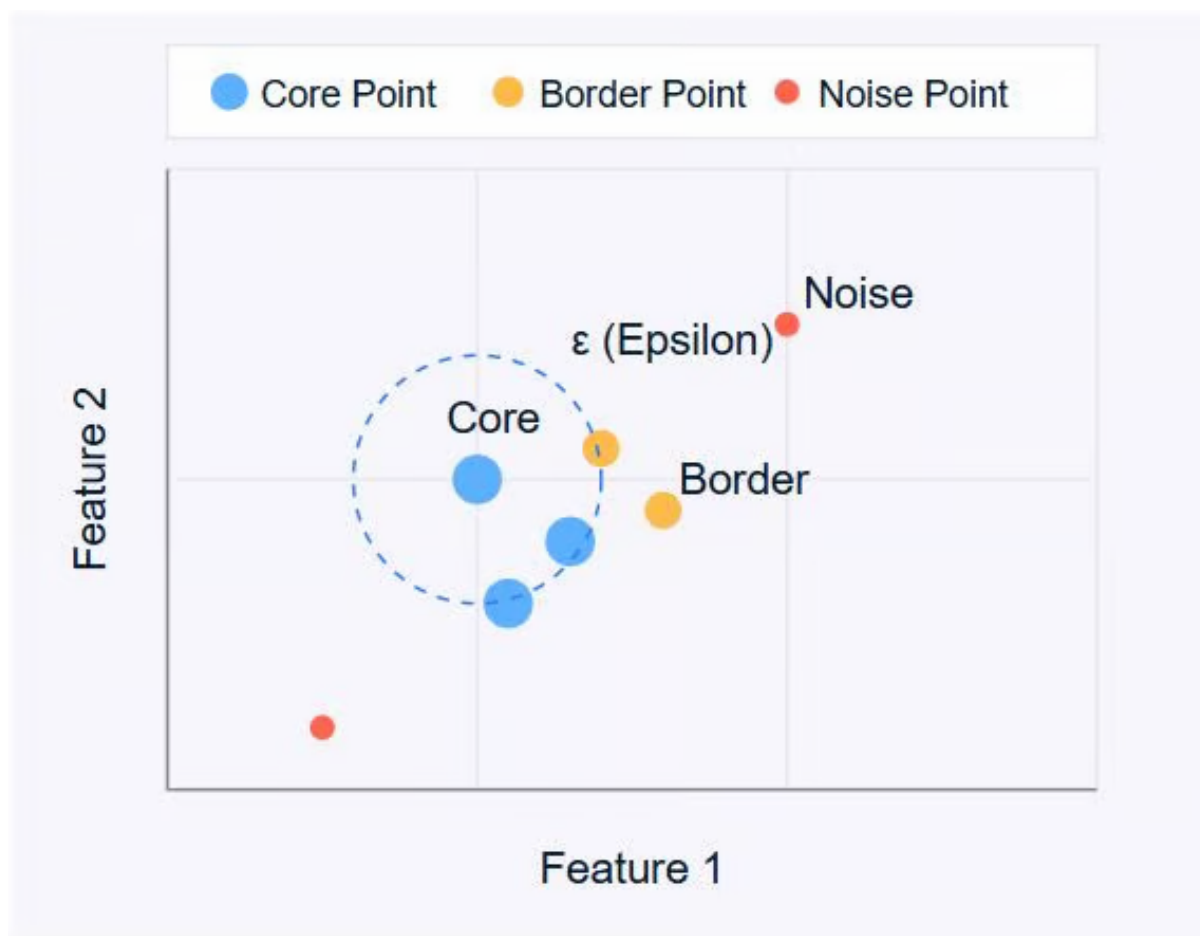 Core Point Border Point Noise Point
Noise
ε (Epsilon)
Core
Border
Feature 2
Feature 1